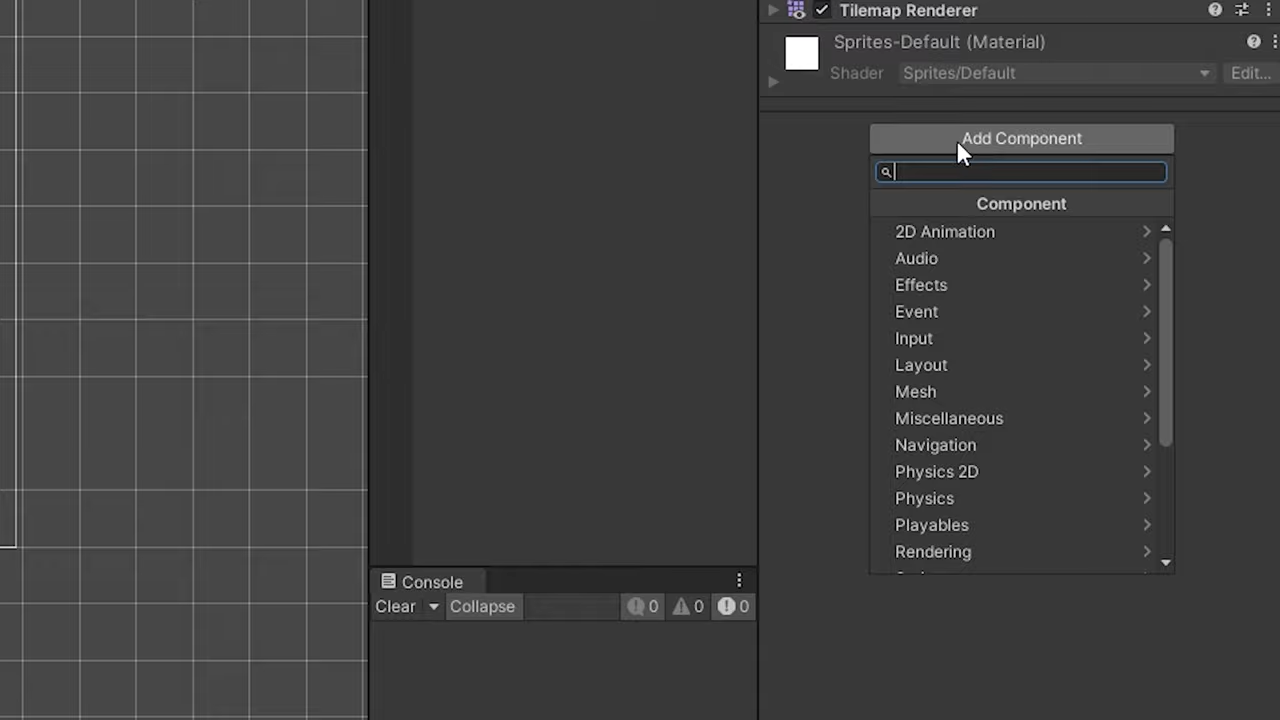 Tilemap Renderer
Sprites-Default (Material)
Shader Sprites/Default Edit...
Add Component
Component
2D Animation
Audio
Effects
Event
Input
Layout
Mesh
Miscellaneous
Navigation
Physics 2D
Physics
Playables
Rendering
Console
Clear Collapse 0 0 0